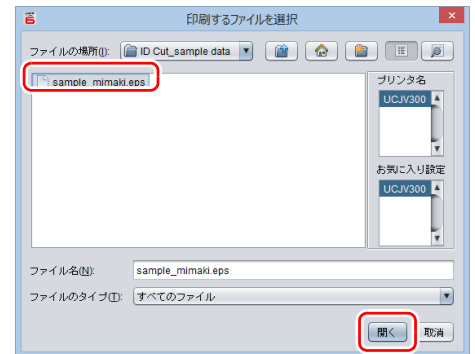 印刷するファイルを選択
ファイルの場所(I): ID Cut_sample data
sample_mimaki.eps
プリンタ名
UCJV300
お気に入り設定
UCJV300
ファイル名(N): sample_mimaki.eps
ファイルのタイプ(T): すべてのファイル
開く 取消